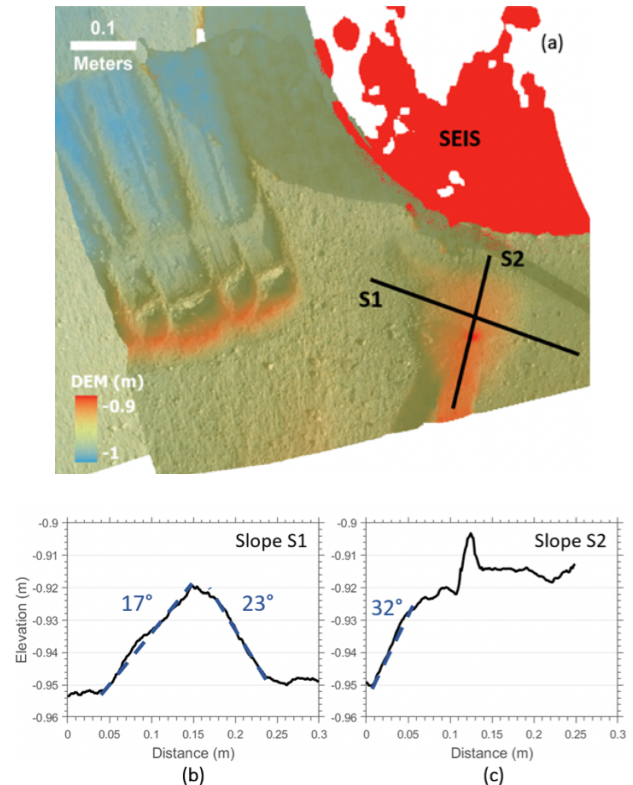 0.1
Meters
(a)
SEIS
S2
S1
DEM (m)
-0.9
-1
Slope S1
17°
23°
Elevation (m)
-0.9
-0.91
-0.92
-0.93
-0.94
-0.95
-0.96
0 0.05 0.1 0.15 0.2 0.25 0.3
Distance (m)
(b)
Slope S2
32°
-0.9
-0.91
-0.92
-0.93
-0.94
-0.95
-0.96
0 0.05 0.1 0.15 0.2 0.25 0.3
Distance (m)
(c)